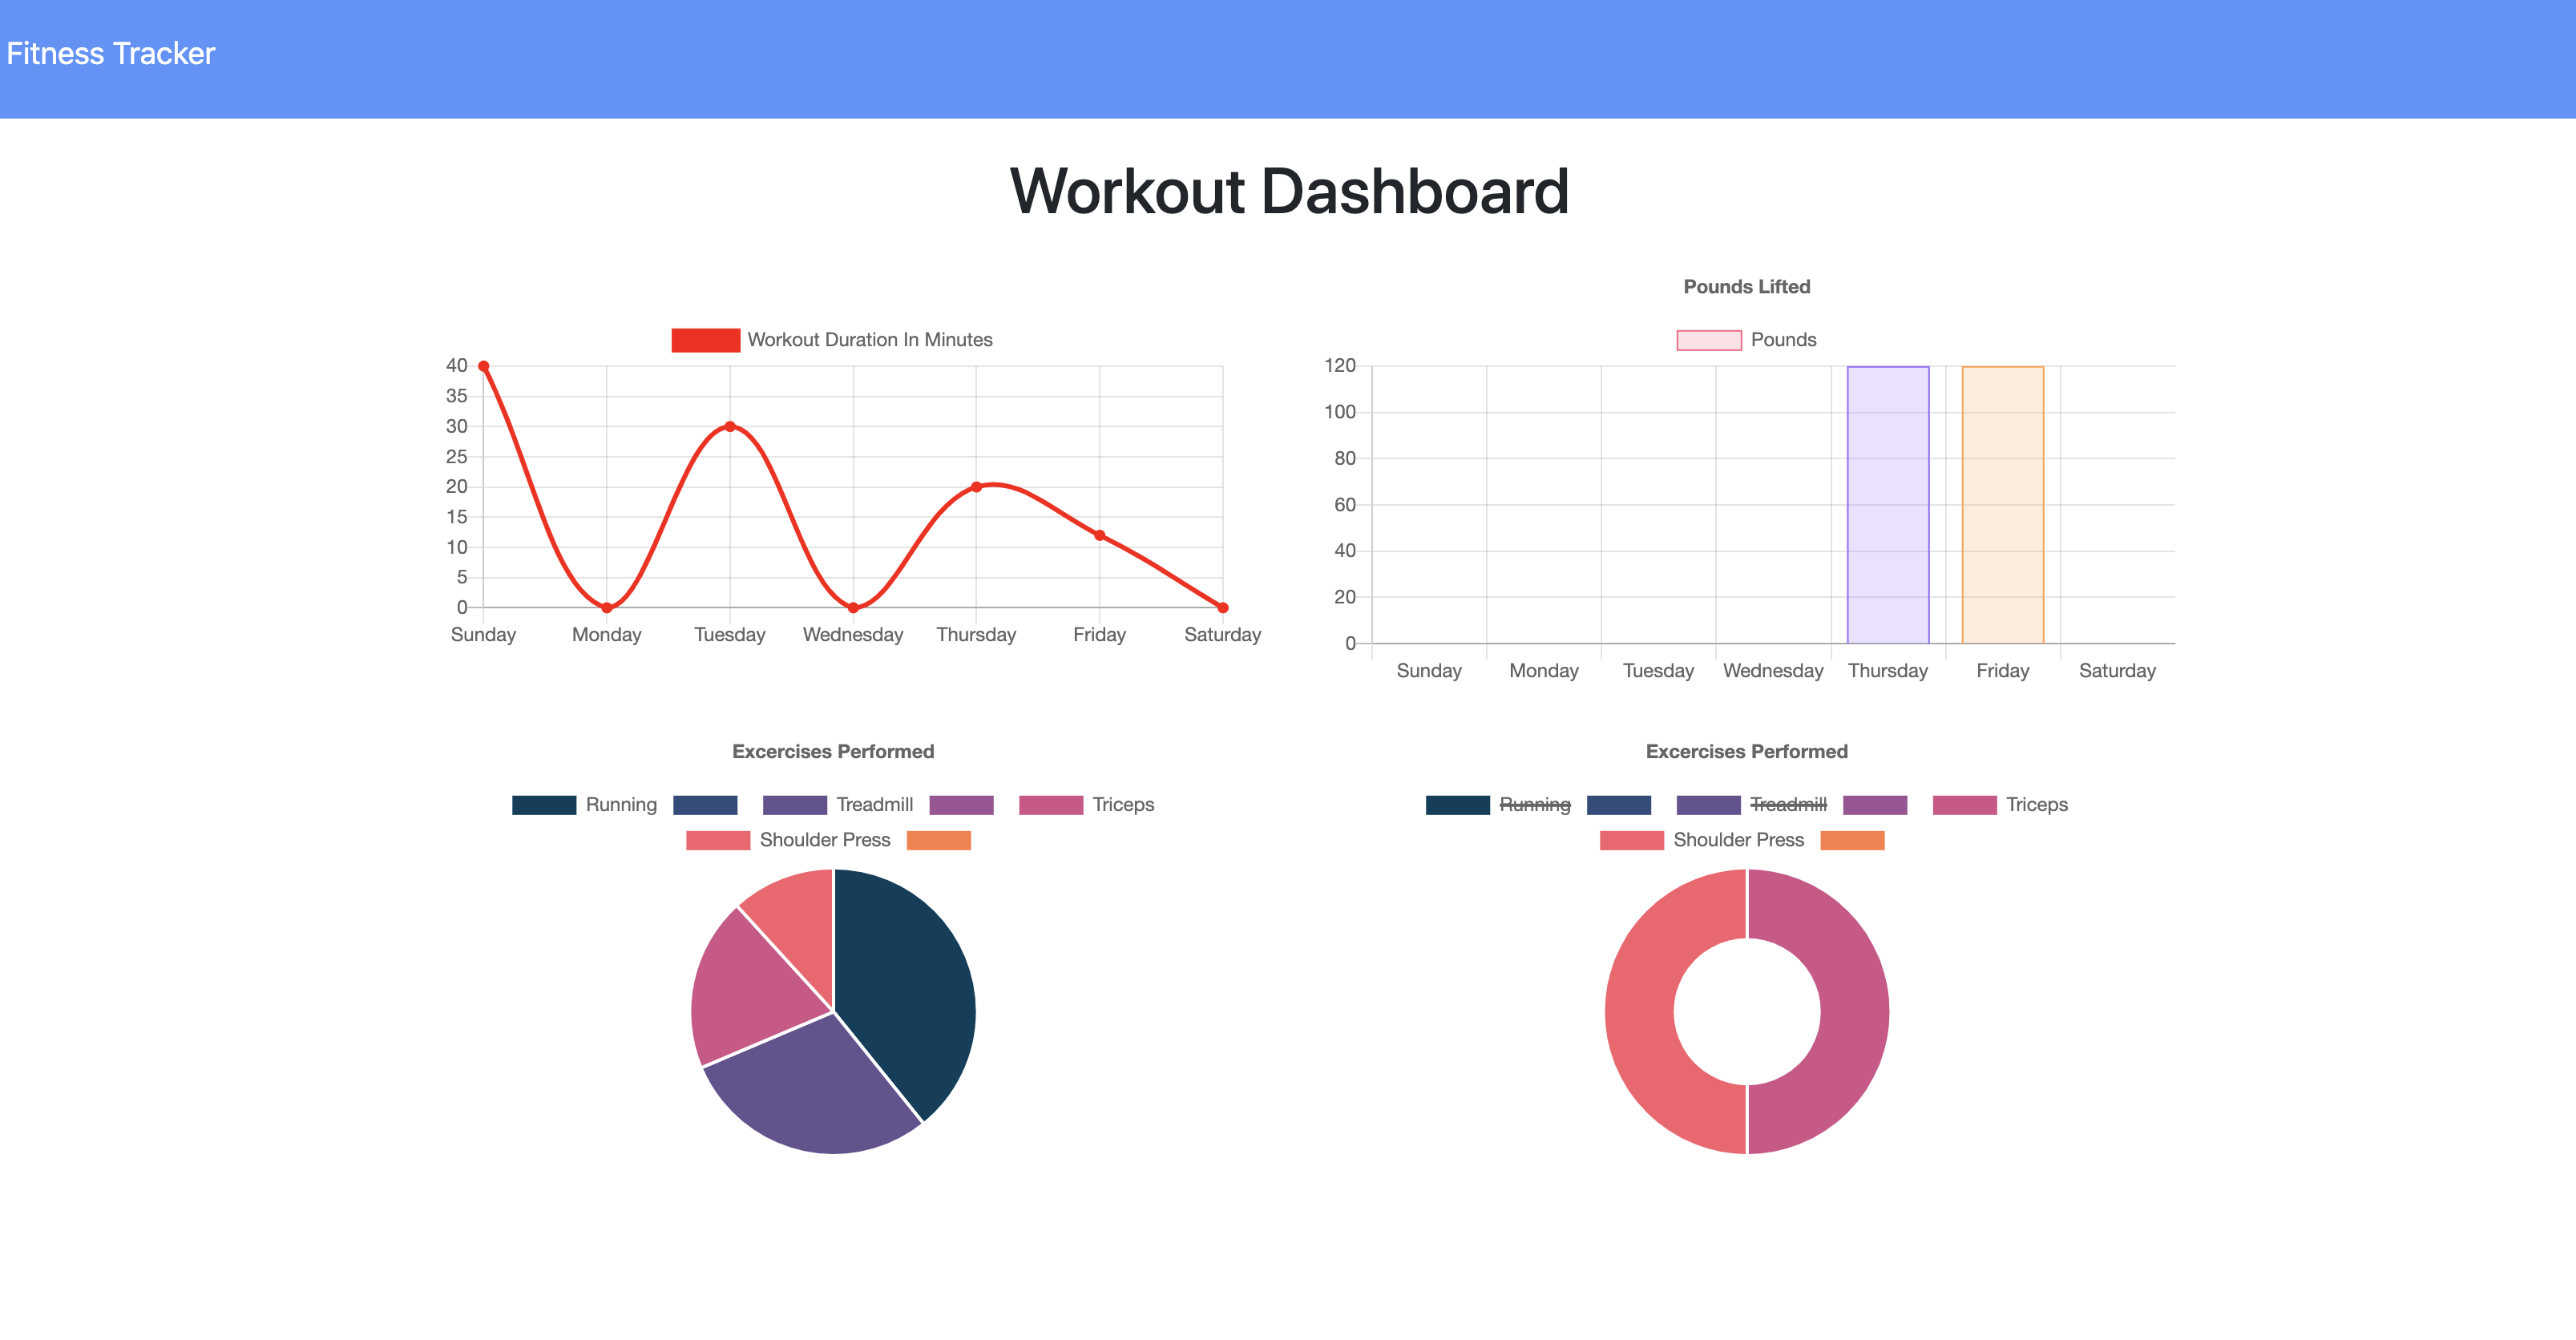 Fitness Tracker
Workout Dashboard
Workout Duration In Minutes
40
35
30
25
20
15
10
5
0
Sunday Monday Tuesday Wednesday Thursday Friday Saturday
Pounds Lifted
Pounds
120
100
80
60
40
20
0
Sunday Monday Tuesday Wednesday Thursday Friday Saturday
Excercises Performed
Running Treadmill Triceps
Shoulder Press
Excercises Performed
Running Treadmill Triceps
Shoulder Press